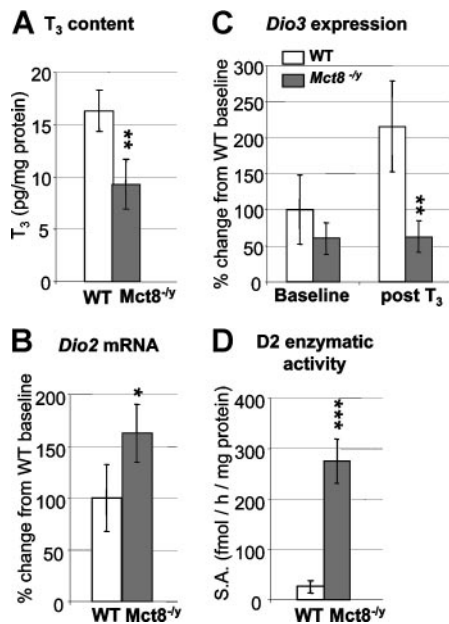 A T3 content
T3 (pg/mg protein)
20
15
10
5
0
**
WT Mct8-/y
B Dio2 mRNA
% change from WT baseline
200
150
100
50
0
*
WT Mct8-/y
C Dio3 expression
WT
Mct8 -/y
% change from WT baseline
300
250
200
150
100
50
0
**
Baseline post T3
D D2 enzymatic
activity
S.A. (fmol / h / mg protein)
400
300
200
100
0
***
WT Mct8-/y